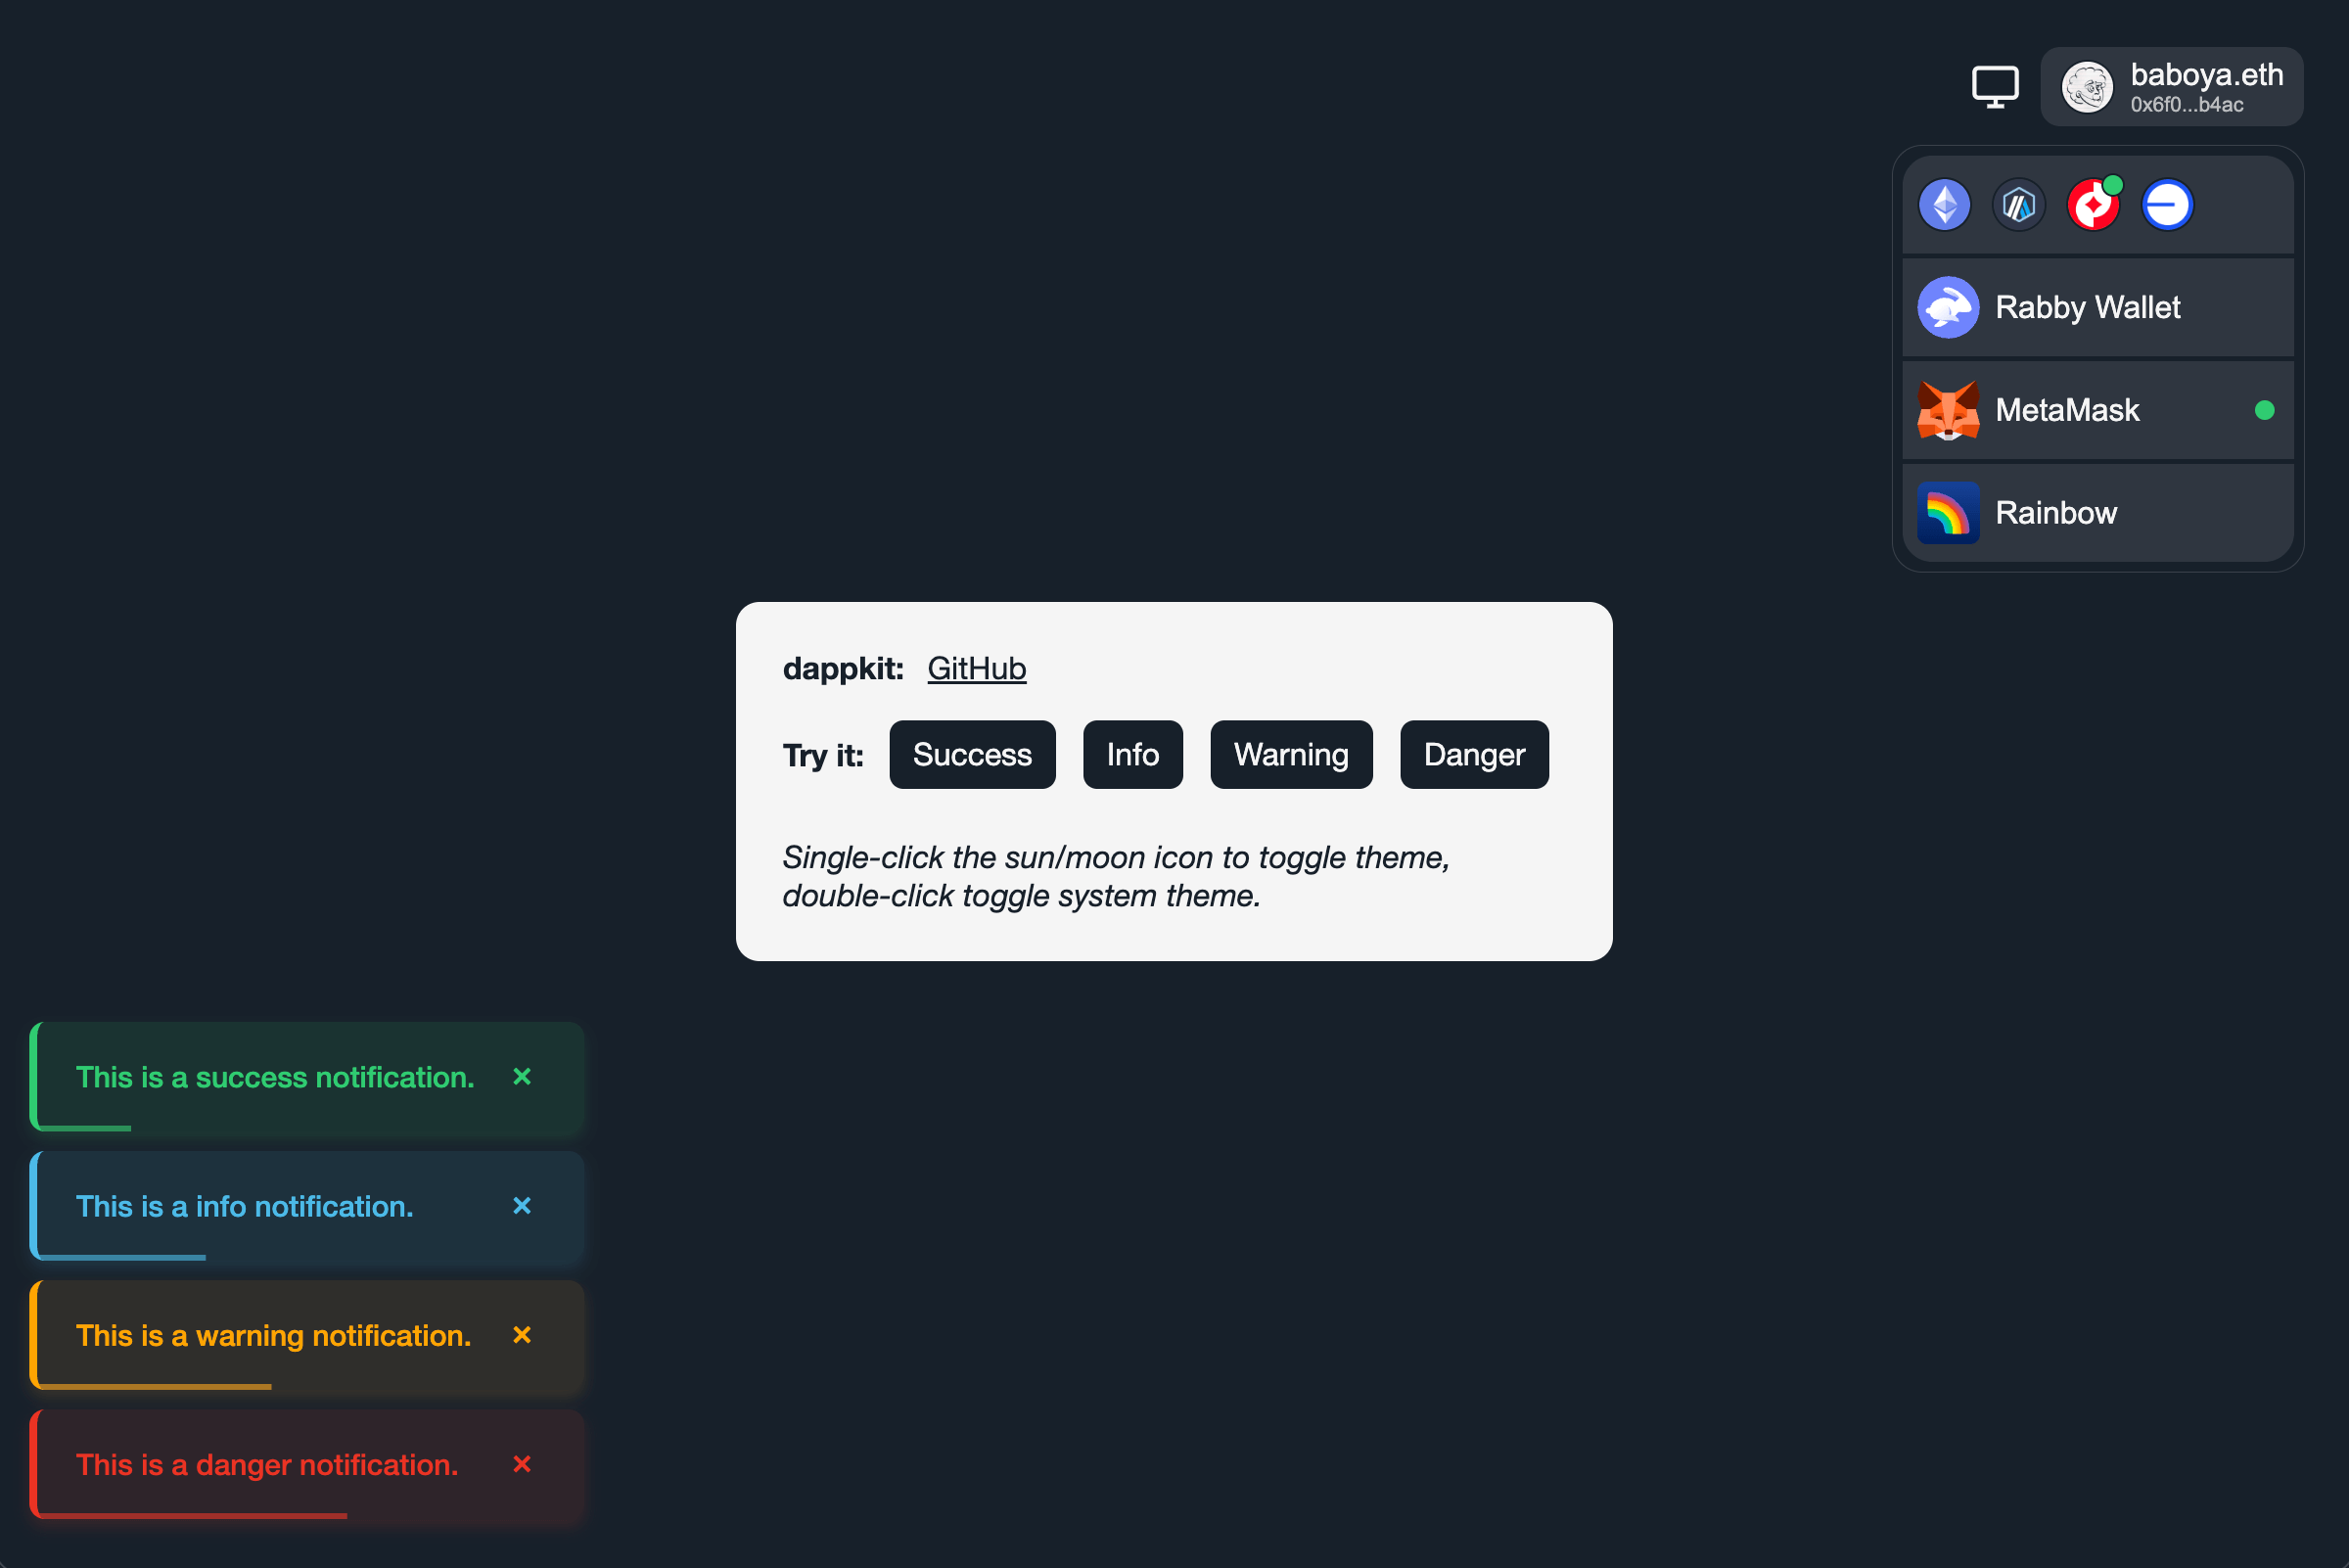 baboya.eth
0x6f0...b4ac
Rabby Wallet
MetaMask
Rainbow
dappkit: GitHub
Try it: Success Info Warning Danger
Single-click the sun/moon icon to toggle theme,
double-click toggle system theme.
This is a success notification. ×
This is a info notification. ×
This is a warning notification. ×
This is a danger notification. ×